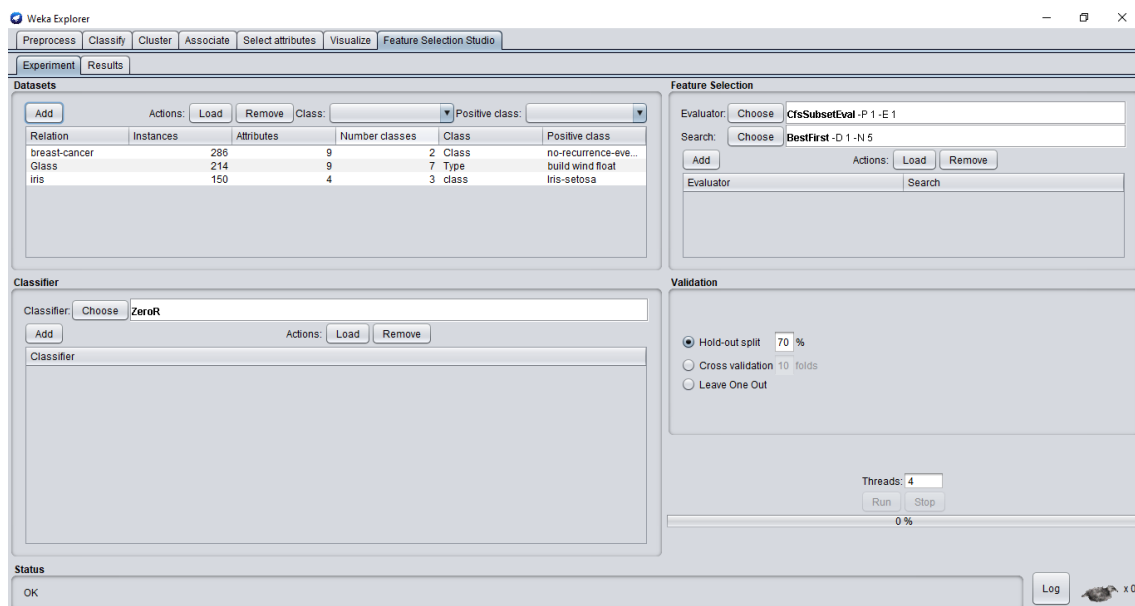 Weka Explorer
Preprocess Classify Cluster Associate Select attributes Visualize Feature Selection Studio
Experiment Results
Datasets
Add Actions: Load Remove Class: Positive class:
Relation Instances Attributes Number classes Class Positive class
breast-cancer 286 9 2 Class no-recurrence-eve...
Glass 214 9 7 Type build wind float
iris 150 4 3 class Iris-setosa
Feature Selection
Evaluator: Choose CfsSubsetEval -P 1 -E 1
Search: Choose BestFirst -D 1 -N 5
Add Actions: Load Remove
Evaluator Search
Classifier
Classifier: Choose ZeroR
Add Actions: Load Remove
Classifier
Validation
Hold-out split 70 %
Cross validation 10 folds
Leave One Out
Threads: 4
Run Stop
0 %
Status
OK
Log x 0